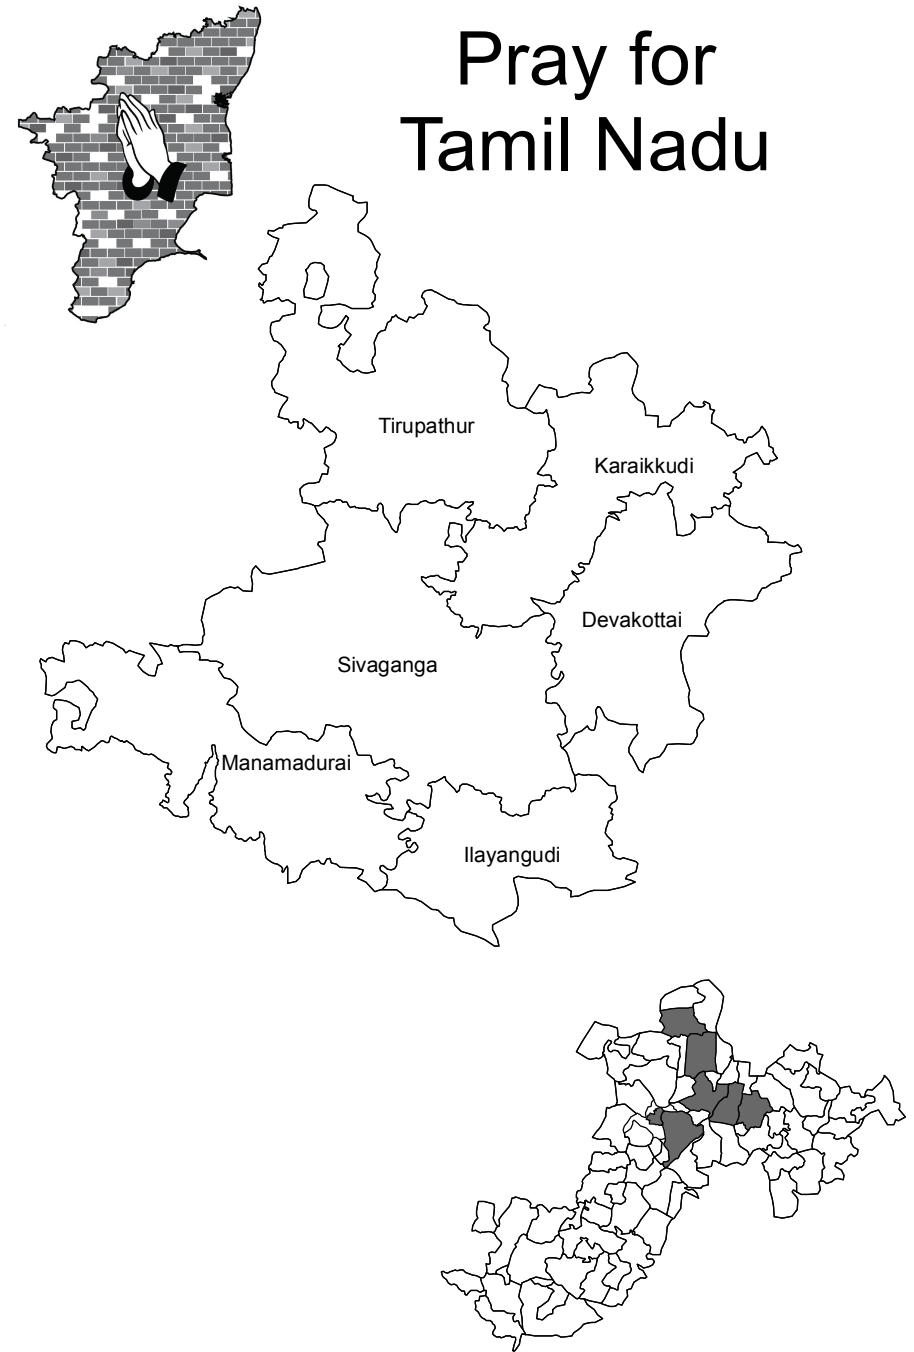 Pray for
Tamil Nadu
Tirupathur
Karaikkudi
Devakottai
Sivaganga
Manamadurai
Ilayangudi